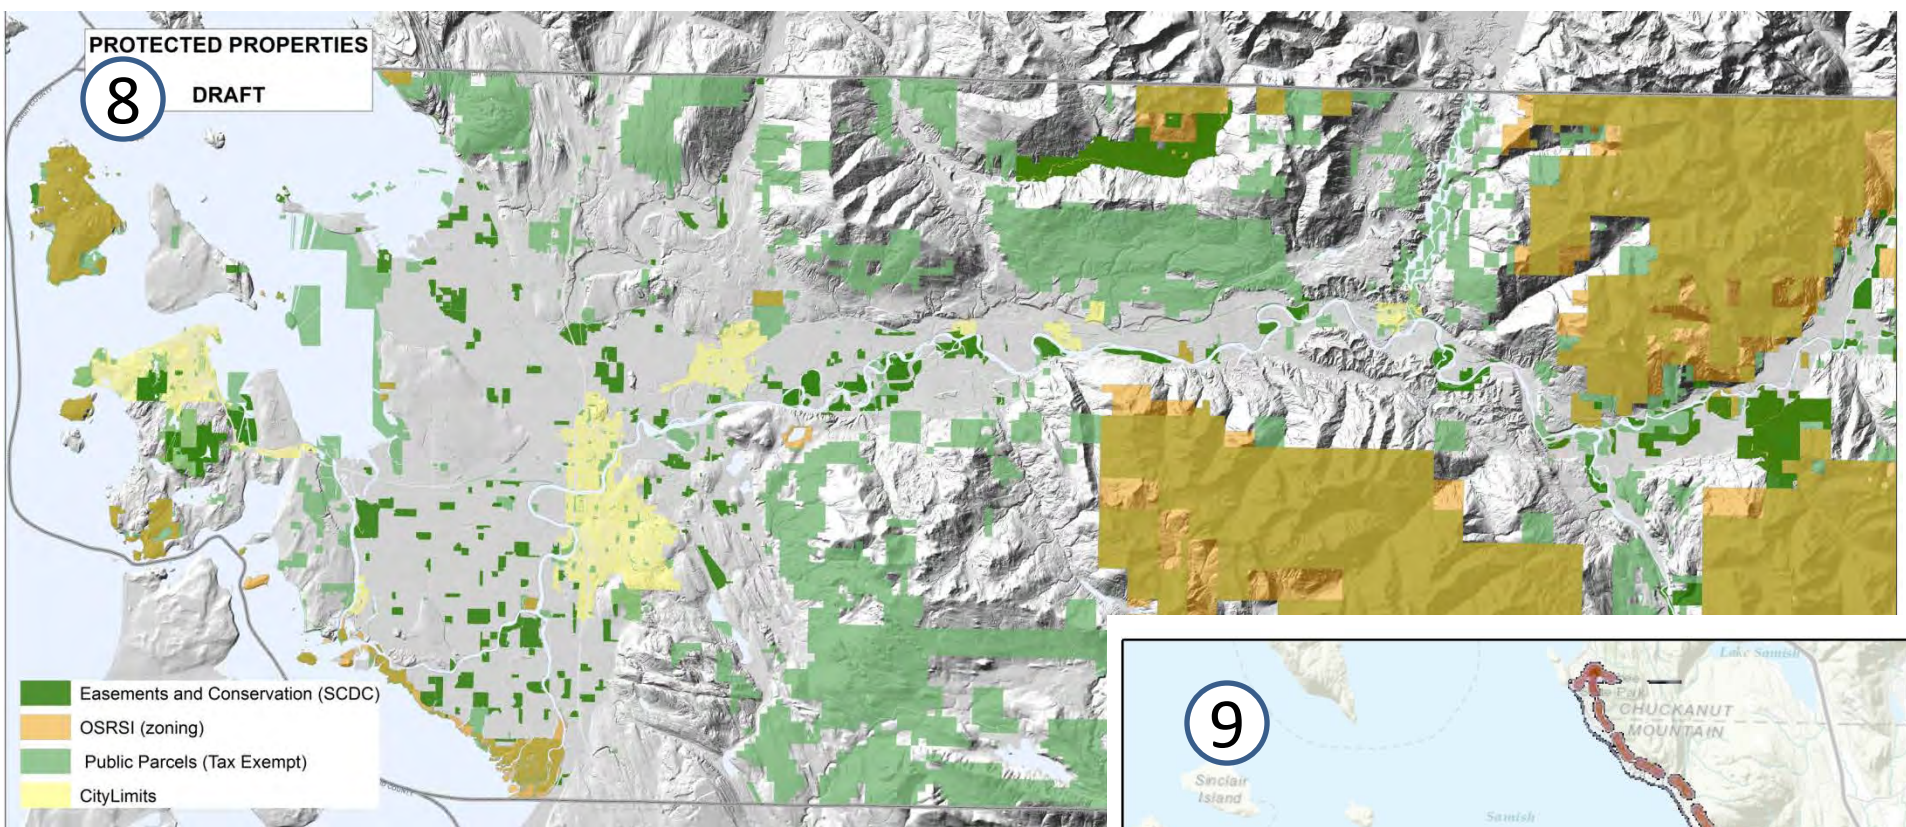 PROTECTED PROPERTIES
8
DRAFT
Easements and Conservation (SCDC)
OSRSI (zoning)
Public Parcels (Tax Exempt)
CityLimits
9
Lake Samish
CHUCKANUT
MOUNTAIN
Sinclair
Island
Samish